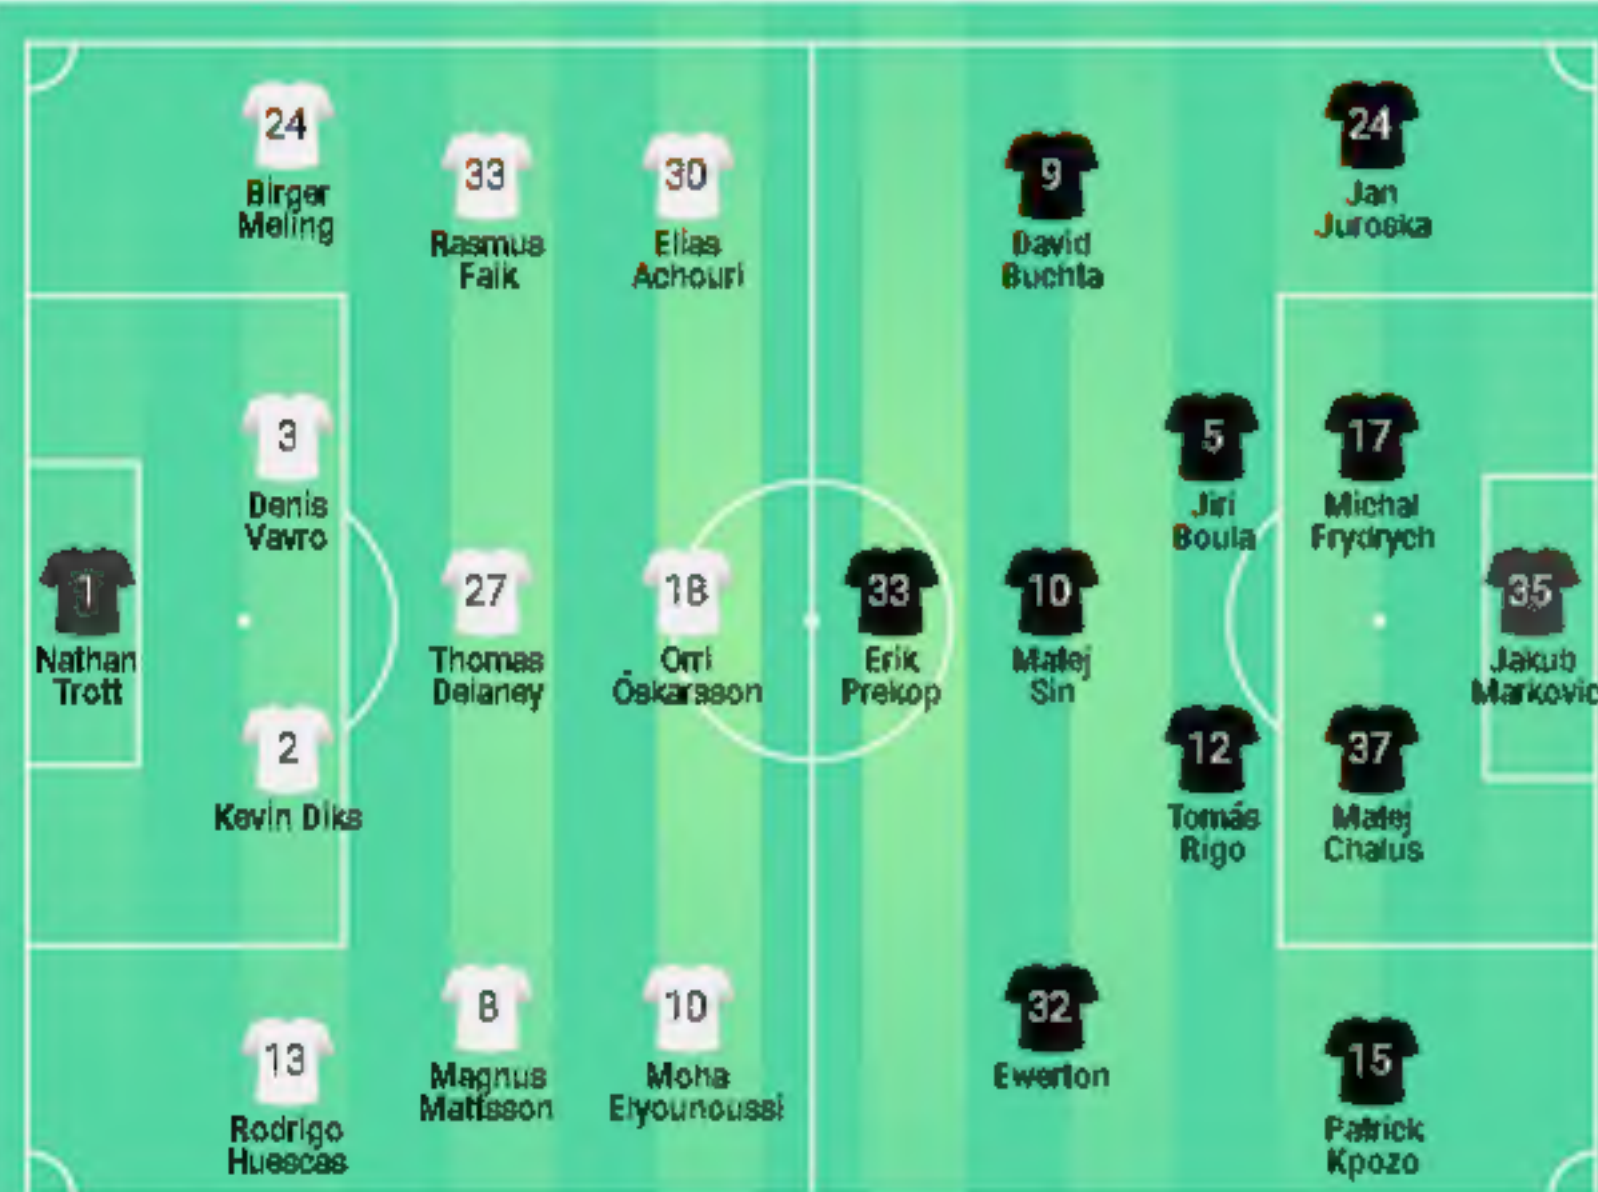 24
Birger
Meling
33
Rasmus
Falk
30
Elias
Achouri
9
David
Buchta
24
Jan
Juroska
3
Denis
Vavro
5
Jiri
Boula
17
Michal
Frydrych
1
Nathan
Trott
27
Thomas
Delaney
18
Orri
Óskarsson
33
Erik
Prekop
10
Matej
Sin
35
Jakub
Markovic
2
Kevin Diks
12
Tomás
Rigo
37
Matej
Chalus
13
Rodrigo
Huescas
8
Magnus
Mattsson
10
Moha
Elyounoussi
32
Ewerton
15
Patrick
Kpozo